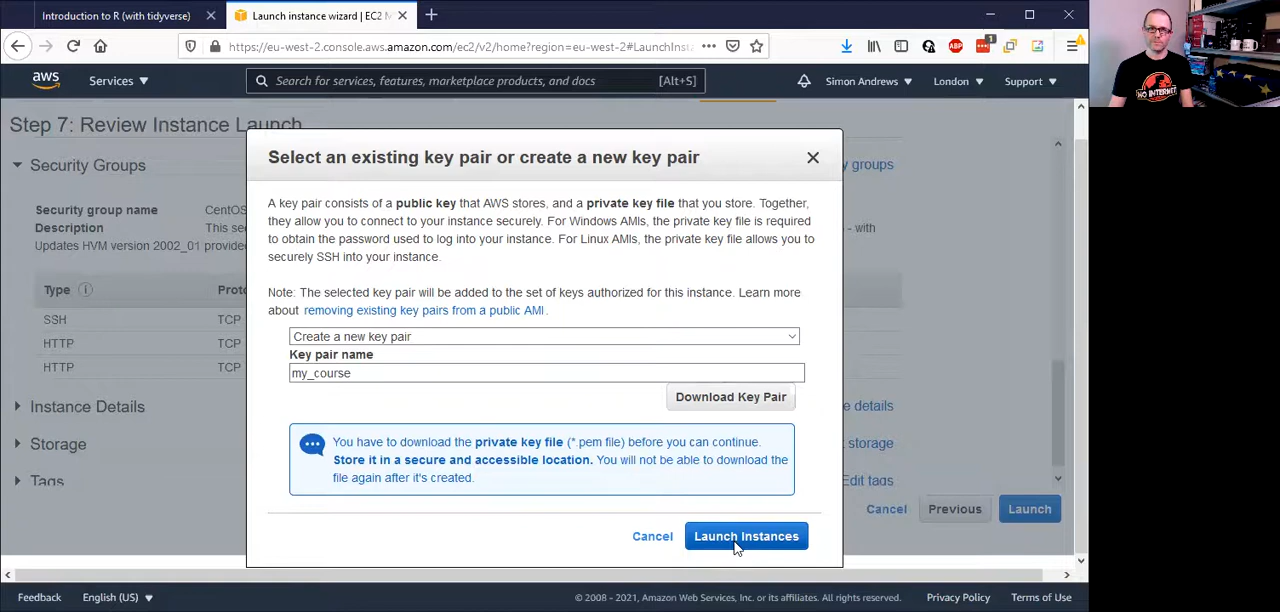 Introduction to R (with tidyverse)
Launch instance wizard | EC2 M
https://eu-west-2.console.aws.amazon.com/ec2/v2/home?region=eu-west-2#LaunchInst
ABP
1
aws
Services
Search for services, features, marketplace products, and docs
[Alt+S]
Simon Andrews
London
Support
NO INTERNET
Step 7: Review Instance Launch
Security Groups
y groups
Security group name
CentOS
Description
This se
- with
Updates HVM version 2002_01 provided
Type
Proto
SSH
TCP
HTTP
TCP
HTTP
TCP
Instance Details
e details
Storage
t storage
Tags
Edit tags
Cancel
Previous
Launch
Select an existing key pair or create a new key pair
A key pair consists of a public key that AWS stores, and a private key file that you store. Together,
they allow you to connect to your instance securely. For Windows AMIs, the private key file is required
to obtain the password used to log into your instance. For Linux AMIs, the private key file allows you to
securely SSH into your instance.
Note: The selected key pair will be added to the set of keys authorized for this instance. Learn more
about removing existing key pairs from a public AMI.
Create a new key pair
Key pair name
my_course
Download Key Pair
You have to download the private key file (*.pem file) before you can continue.
Store it in a secure and accessible location. You will not be able to download the
file again after it's created.
Cancel
Launch Instances
Feedback
English (US)
© 2008 - 2021, Amazon Web Services, Inc. or its affiliates. All rights reserved.
Privacy Policy
Terms of Use